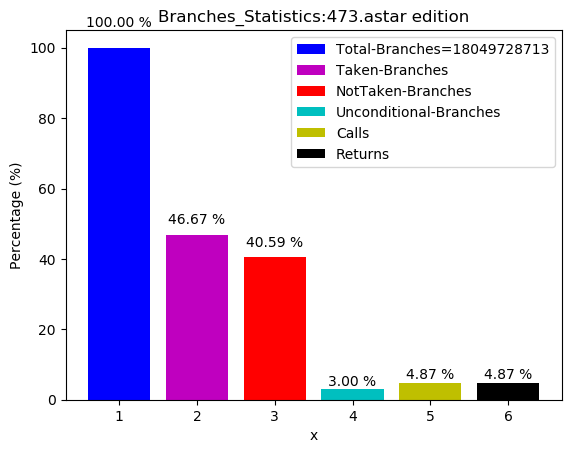 Branches_Statistics:473.astar edition
100.00 %
46.67 %
40.59 %
3.00 %
4.87 %
4.87 %
Total-Branches=18049728713
Taken-Branches
NotTaken-Branches
Unconditional-Branches
Calls
Returns
Percentage (%)
100
80
60
40
20
0
1 2 3 4 5 6
x